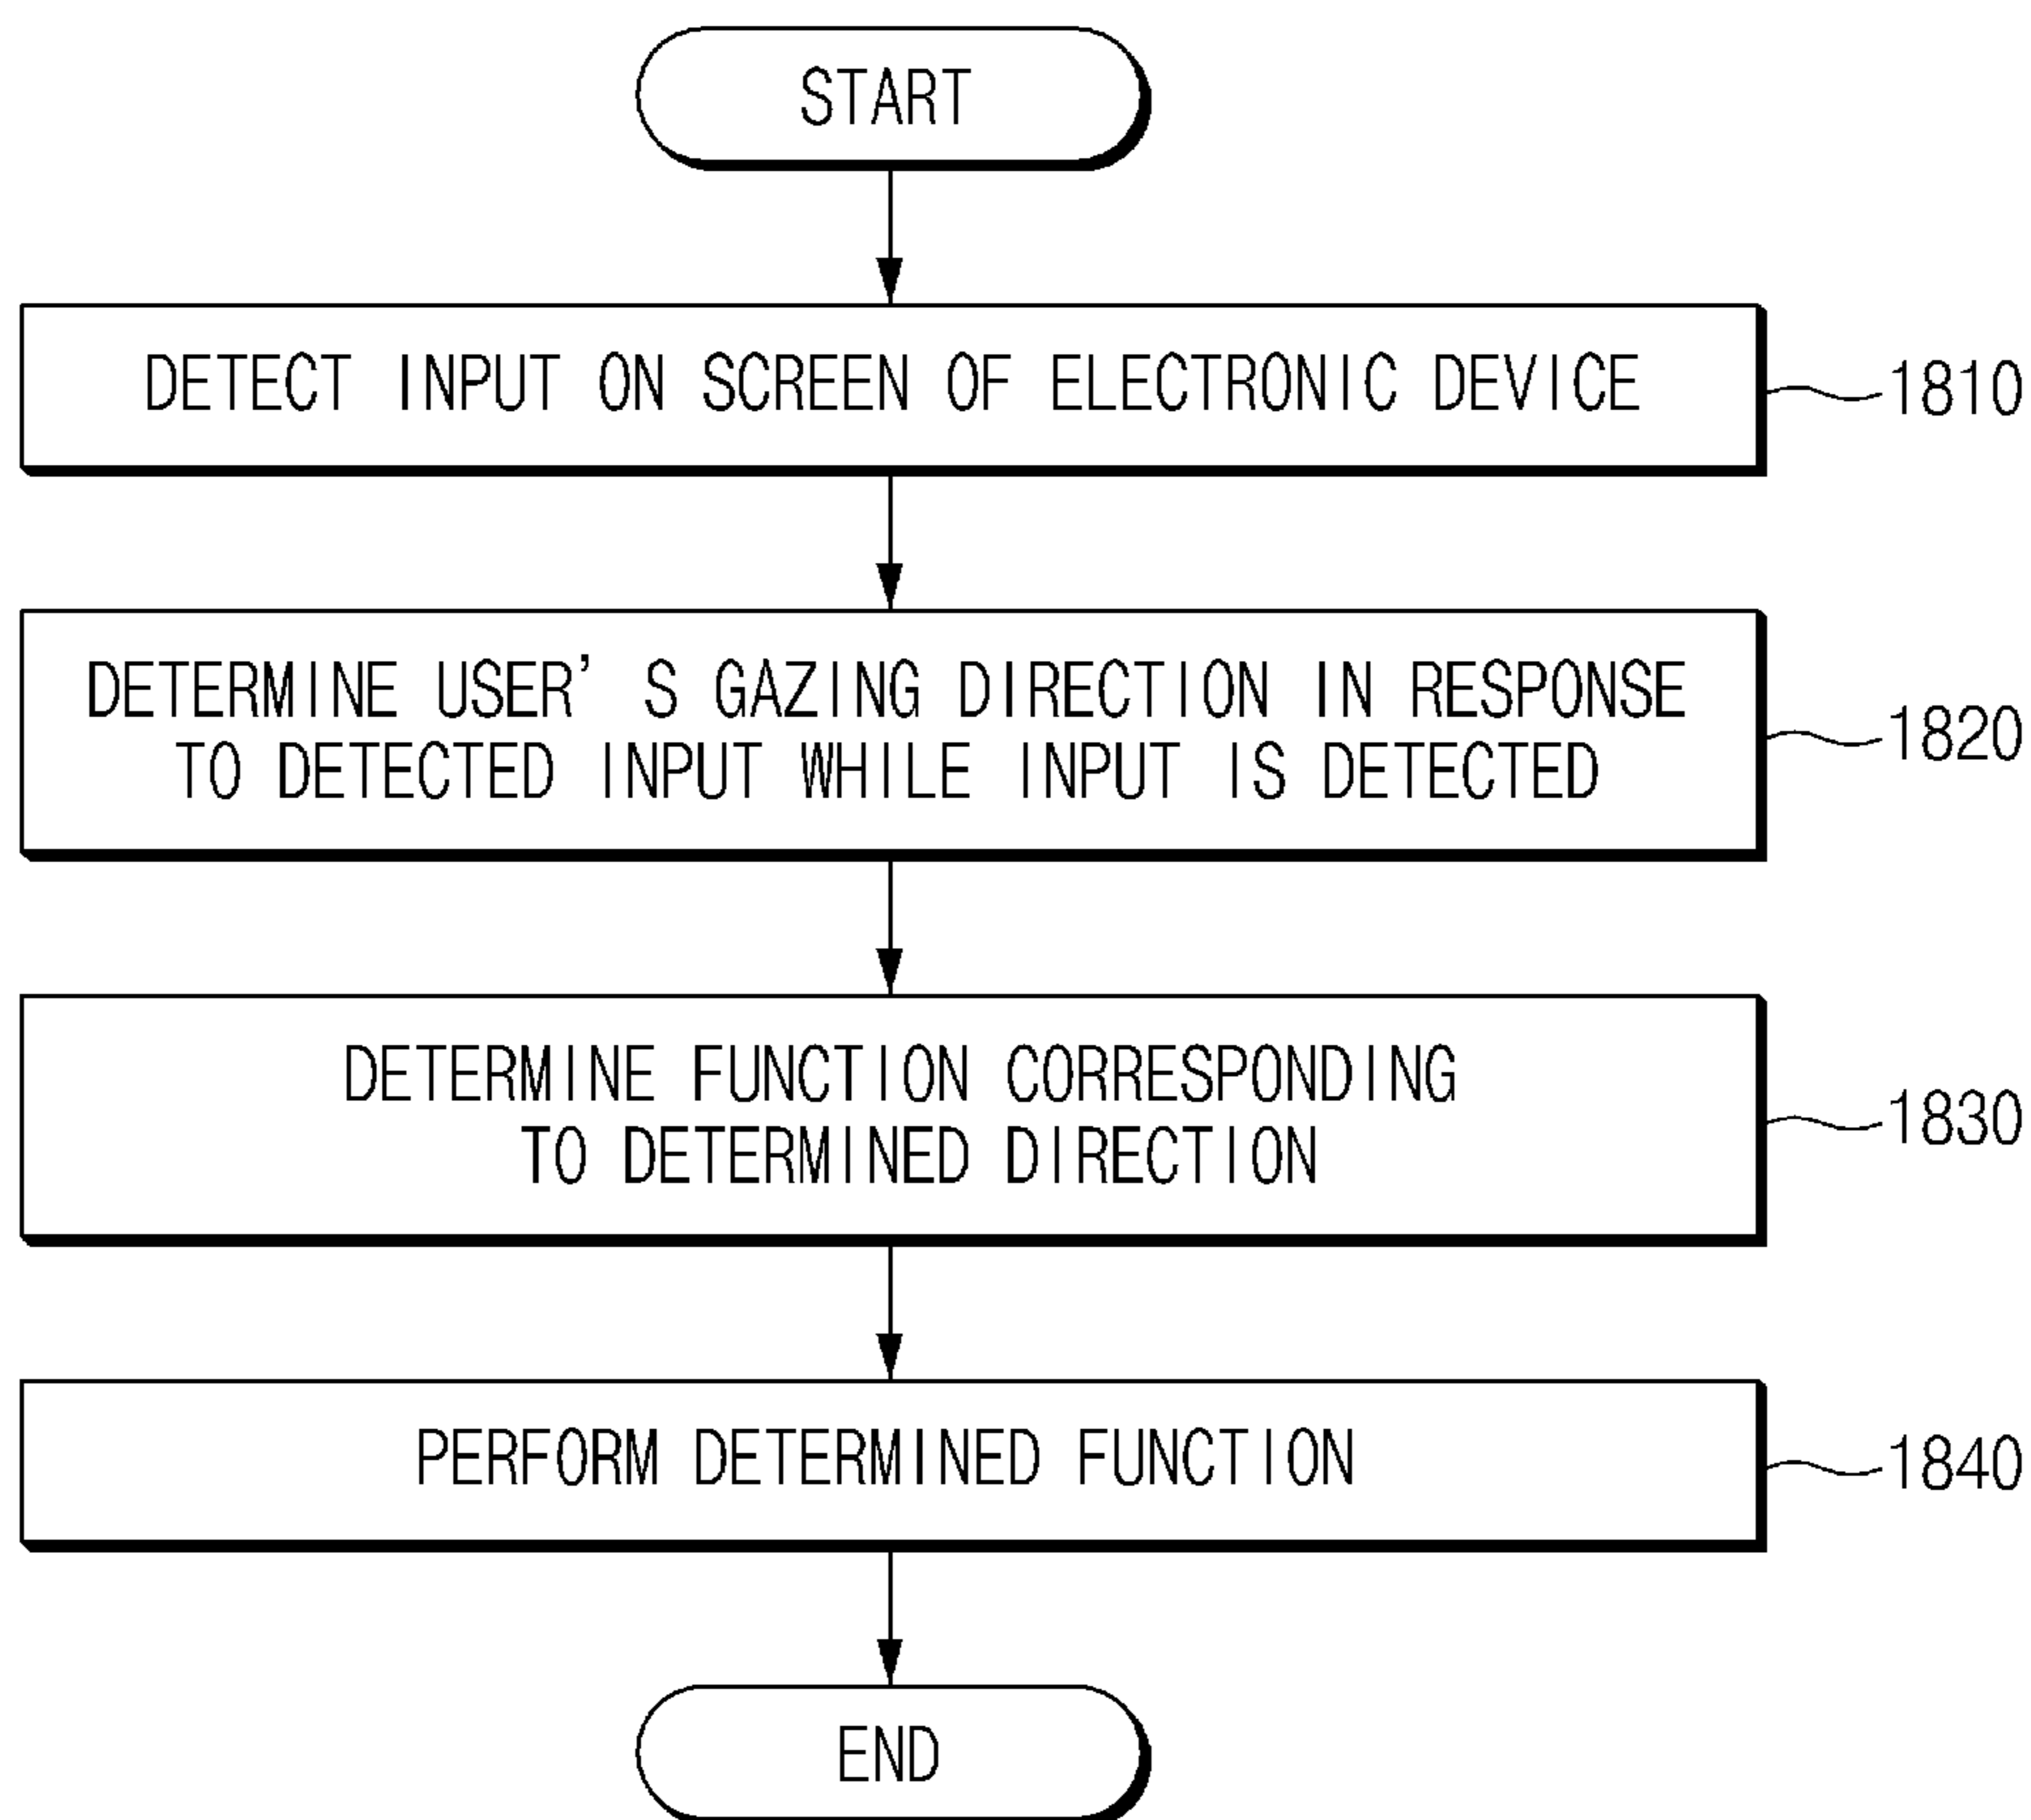 START
DETECT INPUT ON SCREEN OF ELECTRONIC DEVICE
1810
DETERMINE USER'S GAZING DIRECTION IN RESPONSE
TO DETECTED INPUT WHILE INPUT IS DETECTED
1820
DETERMINE FUNCTION CORRESPONDING
TO DETERMINED DIRECTION
1830
PERFORM DETERMINED FUNCTION
1840
END